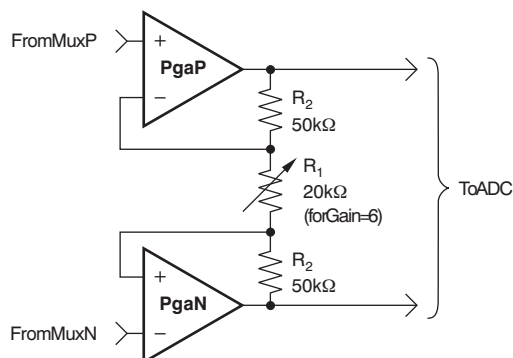 FromMuxP
+
PgaP
−
R2
50kΩ
R1
20kΩ
(forGain=6)
ToADC
R2
50kΩ
+
PgaN
−
FromMuxN